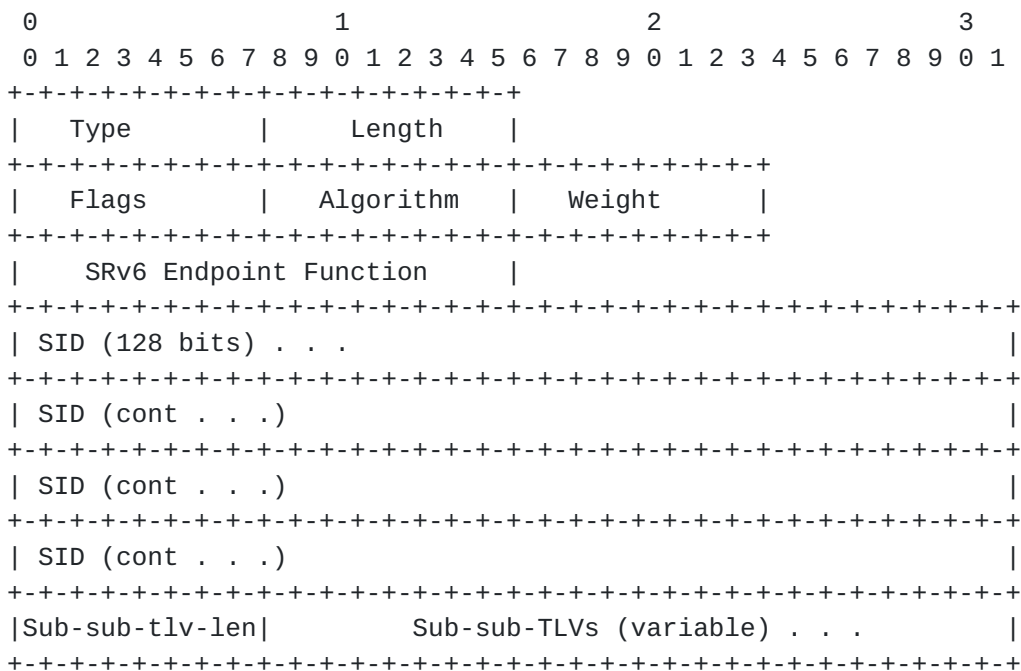 0                   1                   2                   3
 0 1 2 3 4 5 6 7 8 9 0 1 2 3 4 5 6 7 8 9 0 1 2 3 4 5 6 7 8 9 0 1
+-+-+-+-+-+-+-+-+-+-+-+-+-+-+-+-+
|   Type        |     Length    |
+-+-+-+-+-+-+-+-+-+-+-+-+-+-+-+-+-+-+-+-+-+-+-+-+
|   Flags       |   Algorithm   |   Weight      |
+-+-+-+-+-+-+-+-+-+-+-+-+-+-+-+-+-+-+-+-+-+-+-+-+
|    SRv6 Endpoint Function     |
+-+-+-+-+-+-+-+-+-+-+-+-+-+-+-+-+-+-+-+-+-+-+-+-+-+-+-+-+-+-+-+-+
| SID (128 bits) . . .                                          |
+-+-+-+-+-+-+-+-+-+-+-+-+-+-+-+-+-+-+-+-+-+-+-+-+-+-+-+-+-+-+-+-+
| SID (cont . . .)                                              |
+-+-+-+-+-+-+-+-+-+-+-+-+-+-+-+-+-+-+-+-+-+-+-+-+-+-+-+-+-+-+-+-+
| SID (cont . . .)                                              |
+-+-+-+-+-+-+-+-+-+-+-+-+-+-+-+-+-+-+-+-+-+-+-+-+-+-+-+-+-+-+-+-+
| SID (cont . . .)                                              |
+-+-+-+-+-+-+-+-+-+-+-+-+-+-+-+-+-+-+-+-+-+-+-+-+-+-+-+-+-+-+-+-+
|Sub-sub-tlv-len|         Sub-sub-TLVs (variable) . . .         |
+-+-+-+-+-+-+-+-+-+-+-+-+-+-+-+-+-+-+-+-+-+-+-+-+-+-+-+-+-+-+-+-+